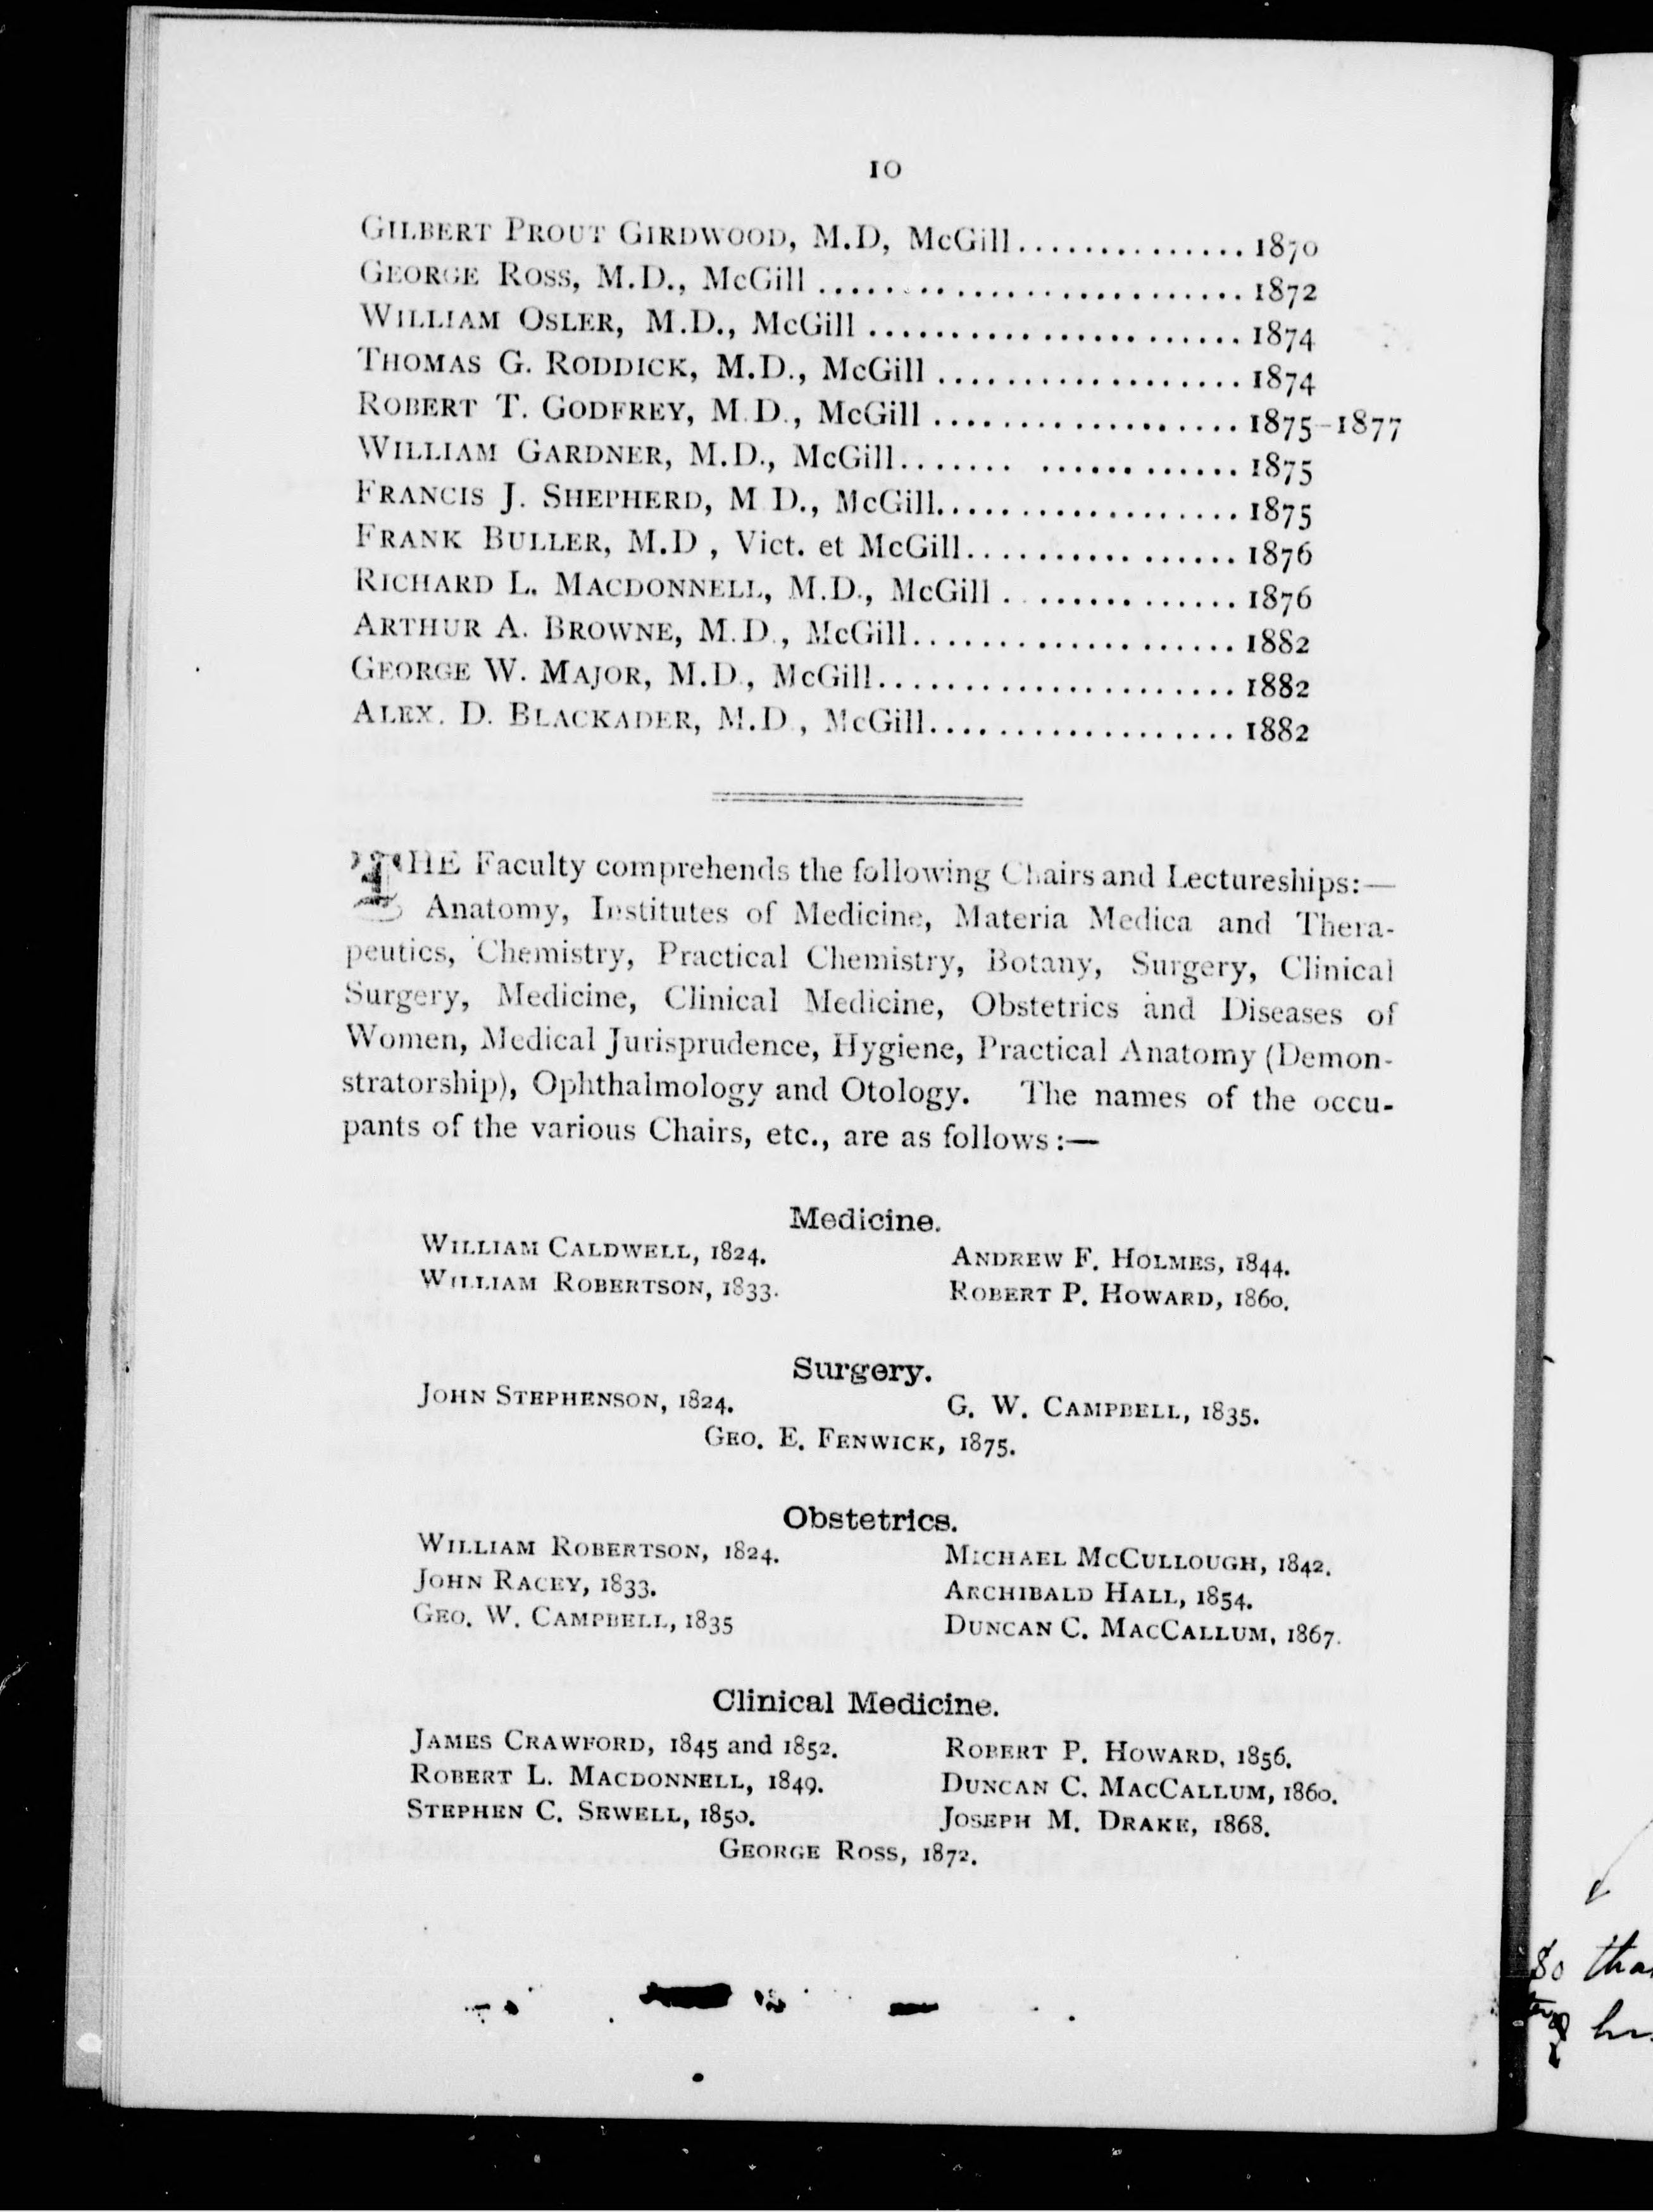 10
GILBERT PROUT GIRDWOOD, M.D, McGill.............. 1870
GEORGE ROSS, M.D., McGill .......................... 1872
WILLIAM OSLER, M.D., McGill ....................... 1874
THOMAS G. RODDICK, M.D., McGill ................... 1874
ROBERT T. GODFREY, M.D., McGill ................... 1875-1877
WILLIAM GARDNER, M.D., McGill....... ............ 1875
FRANCIS J. SHEPHERD, M D., McGill................... 1875
FRANK BULLER, M.D , Vict. et McGill................. 1876
RICHARD L. MACDONNELL, M.D., McGill . ............. 1876
ARTHUR A. BROWNE, M.D., McGill.................... 1882
GEORGE W. MAJOR, M.D., McGill...................... 1882
ALEX. D. BLACKADER, M.D., McGill................... 1882
THE Faculty comprehends the following Chairs and Lectureships:—
Anatomy, Institutes of Medicine, Materia Medica and Thera-
peutics, Chemistry, Practical Chemistry, Botany, Surgery, Clinical
Surgery, Medicine, Clinical Medicine, Obstetrics and Diseases of
Women, Medical Jurisprudence, Hygiene, Practical Anatomy (Demon-
stratorship), Ophthalmology and Otology. The names of the occu-
pants of the various Chairs, etc., are as follows:—
Medicine.
WILLIAM CALDWELL, 1824. ANDREW F. HOLMES, 1844.
WILLIAM ROBERTSON, 1833. ROBERT P. HOWARD, 1860.
Surgery.
JOHN STEPHENSON, 1824. G. W. CAMPBELL, 1835.
GEO. E. FENWICK, 1875.
Obstetrics.
WILLIAM ROBERTSON, 1824. MICHAEL MCCULLOUGH, 1842.
JOHN RACEY, 1833. ARCHIBALD HALL, 1854.
GEO. W. CAMPBELL, 1835 DUNCAN C. MACCALLUM, 1867.
Clinical Medicine.
JAMES CRAWFORD, 1845 and 1852. ROBERT P. HOWARD, 1856.
ROBERT L. MACDONNELL, 1849. DUNCAN C. MACCALLUM, 1860.
STEPHEN C. SEWELL, 1850. JOSEPH M. DRAKE, 1868.
GEORGE ROSS, 1872.